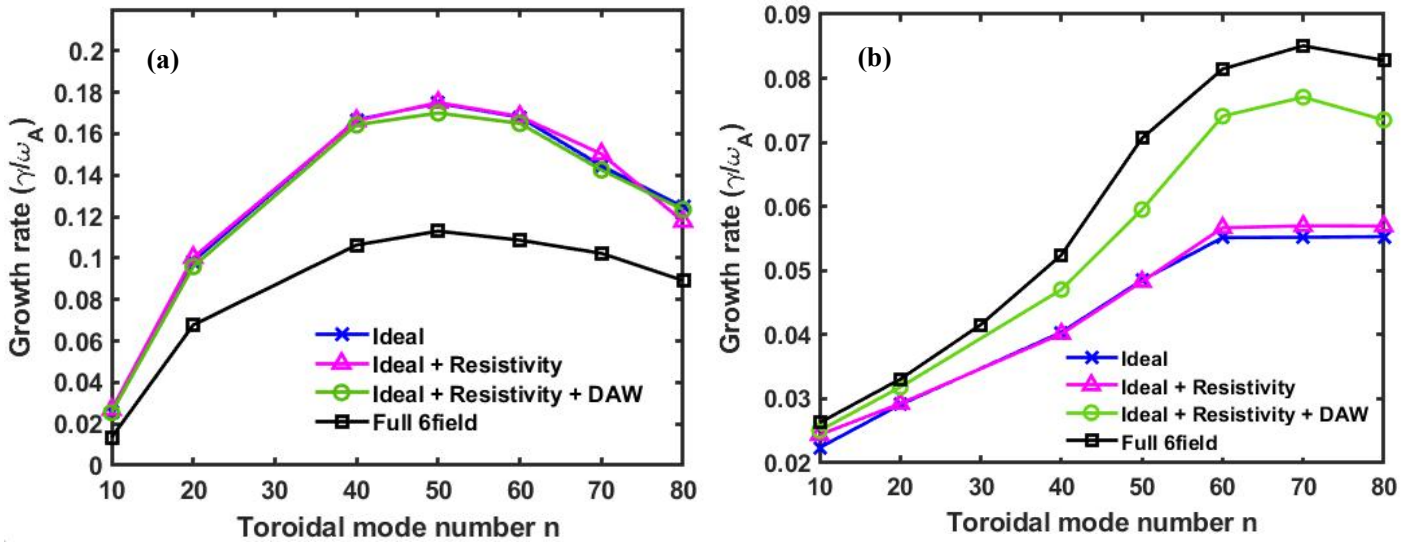 (a)
Growth rate (γ/ω_A)
0.2
0.18
0.16
0.14
0.12
0.1
0.08
0.06
0.04
0.02
0
Ideal
Ideal + Resistivity
Ideal + Resistivity + DAW
Full 6field
10 20 30 40 50 60 70 80
Toroidal mode number n
(b)
Growth rate (γ/ω_A)
0.09
0.08
0.07
0.06
0.05
0.04
0.03
0.02
Ideal
Ideal + Resistivity
Ideal + Resistivity + DAW
Full 6field
10 20 30 40 50 60 70 80
Toroidal mode number n